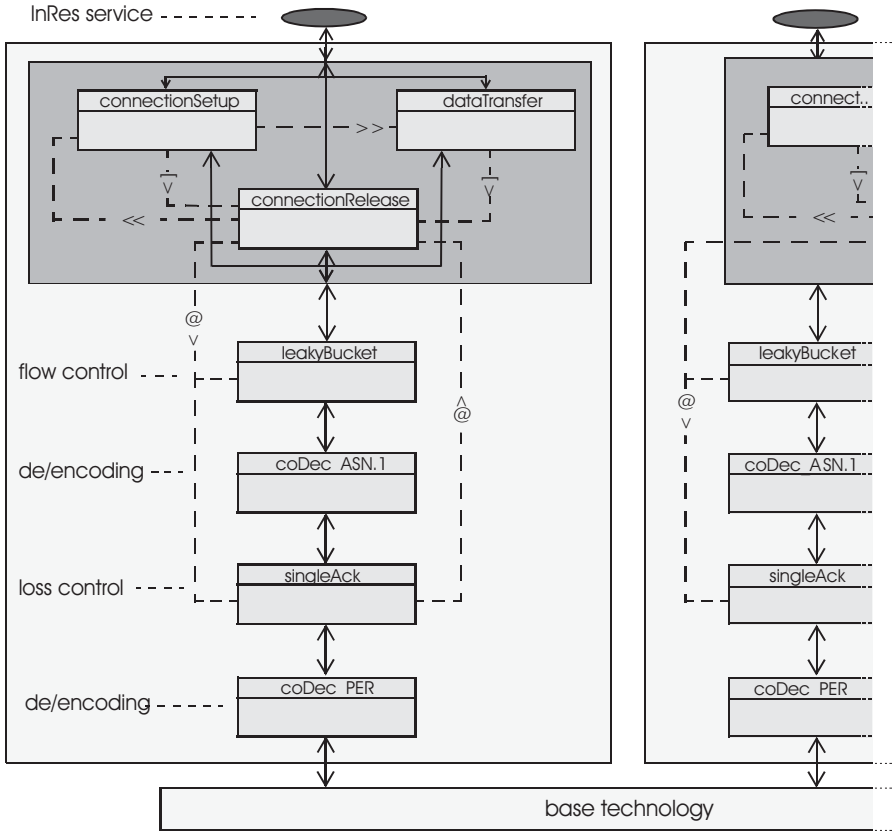 InRes service
connectionSetup
dataTransfer
connect..
>>
[>]
[>]
[>]
connectionRelease
<<
<<
@
>
leakyBucket
leakyBucket
flow control
>
@
@
>
de/encoding
coDec_ASN.1
coDec_ASN.1
loss control
singleAck
singleAck
de/encoding
coDec_PER
coDec_PER
base technology